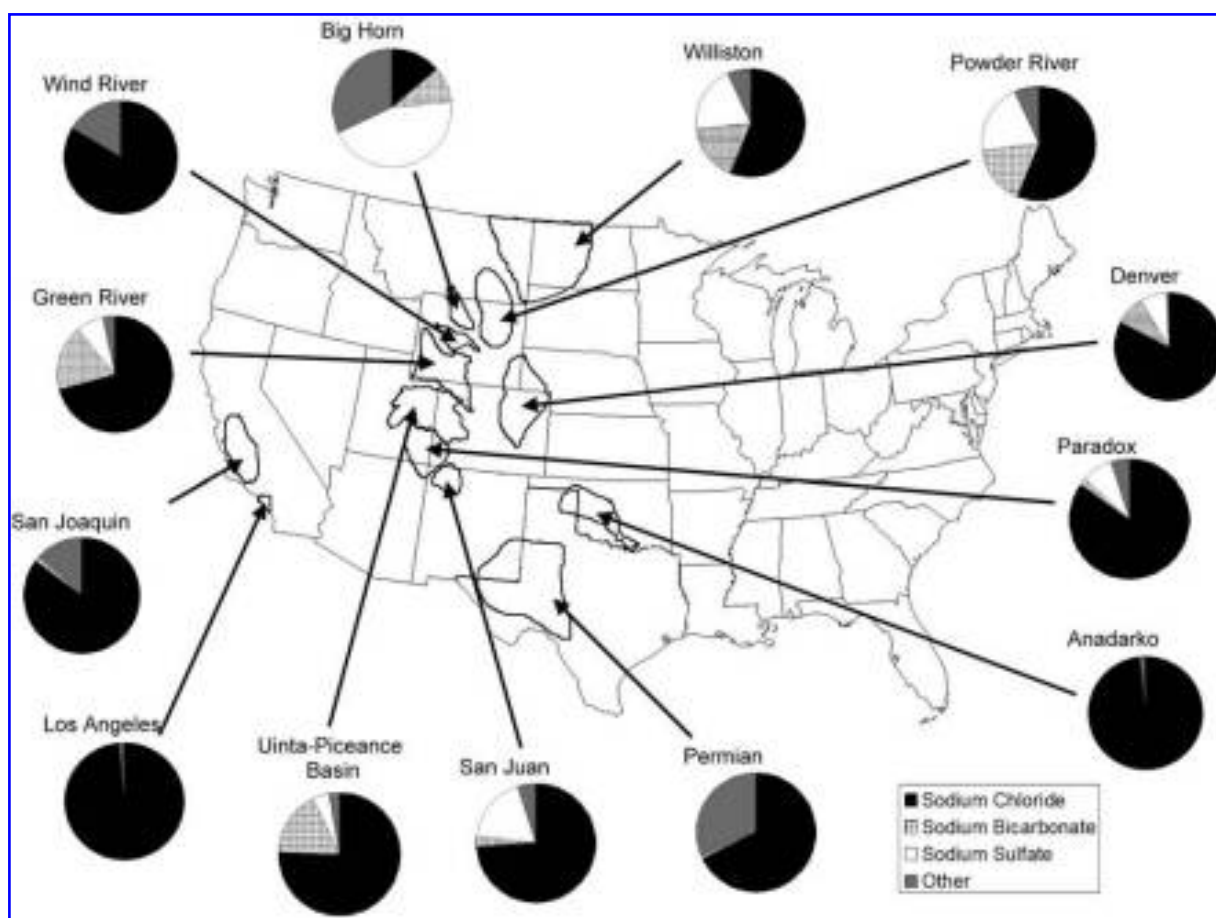 Big Horn
Williston
Powder River
Wind River
Green River
Denver
Paradox
San Joaquin
Anadarko
Los Angeles
Uinta-Piceance
Basin
San Juan
Permian
Sodium Chloride
Sodium Bicarbonate
Sodium Sulfate
Other